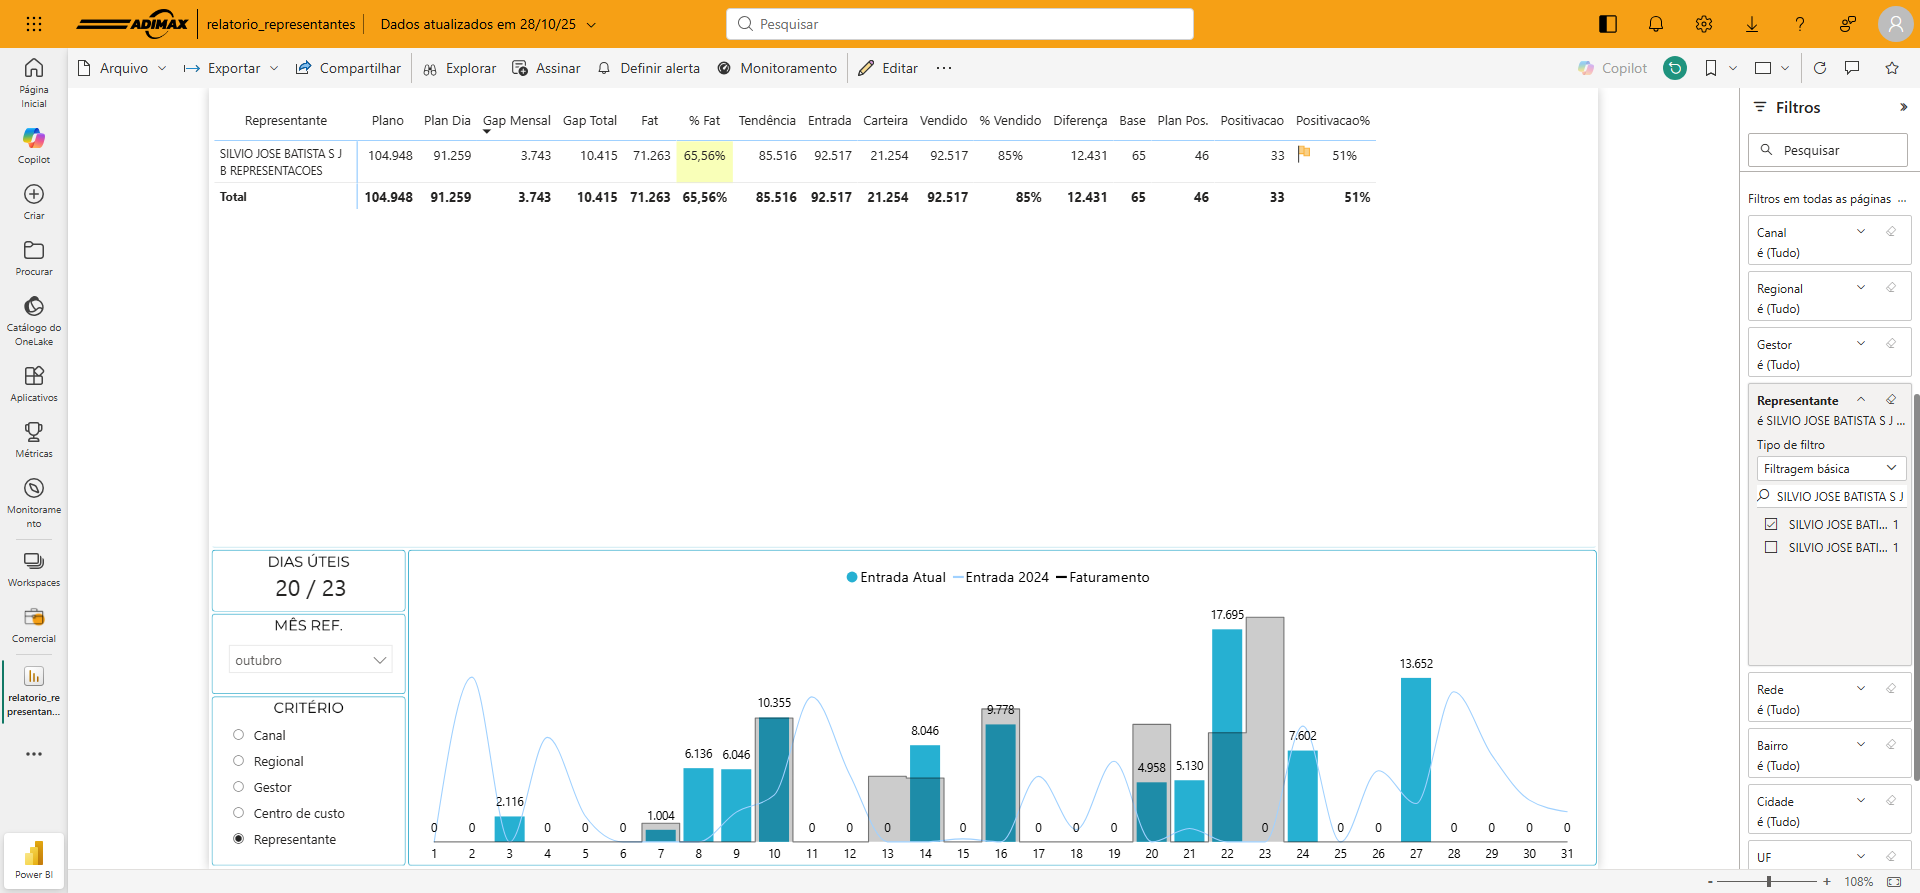 ADIMAX
relatorio_representantes
Dados atualizados em 28/10/25
Pesquisar
Arquivo
Exportar
Compartilhar
Explorar
Assinar
Definir alerta
Monitoramento
Editar
Copilot
Página
Inicial
Copilot
Criar
Procurar
Catálogo do
OneLake
Aplicativos
Métricas
Monitorame
nto
Workspaces
Comercial
relatorio_re
presentan...
Power BI
Representante Plano Plan Dia Gap Mensal Gap Total Fat % Fat Tendência Entrada Carteira Vendido % Vendido Diferença Base Plan Pos. Positivacao Positivacao%
SILVIO JOSE BATISTA S J
B REPRESENTACOES
104.948 91.259 3.743 10.415 71.263 65,56% 85.516 92.517 21.254 92.517 85% 12.431 65 46 33 51%
Total 104.948 91.259 3.743 10.415 71.263 65,56% 85.516 92.517 21.254 92.517 85% 12.431 65 46 33 51%
DIAS ÚTEIS
20 / 23
MÊS REF.
outubro
CRITÉRIO
Canal
Regional
Gestor
Centro de custo
Representante
Entrada Atual Entrada 2024 Faturamento
0 0 2.116 0 0 0 1.004 6.136 6.046 10.355 0 0 0 8.046 0 9.778 0 0 0 4.958 5.130 17.695 0 7.602 0 0 13.652 0 0 0 0
1 2 3 4 5 6 7 8 9 10 11 12 13 14 15 16 17 18 19 20 21 22 23 24 25 26 27 28 29 30 31
Filtros
Pesquisar
Filtros em todas as páginas ...
Canal
é (Tudo)
Regional
é (Tudo)
Gestor
é (Tudo)
Representante
é SILVIO JOSE BATISTA S J ...
Tipo de filtro
Filtragem básica
SILVIO JOSE BATISTA S J
SILVIO JOSE BATI... 1
SILVIO JOSE BATI... 1
Rede
é (Tudo)
Bairro
é (Tudo)
Cidade
é (Tudo)
UF
- + 108%